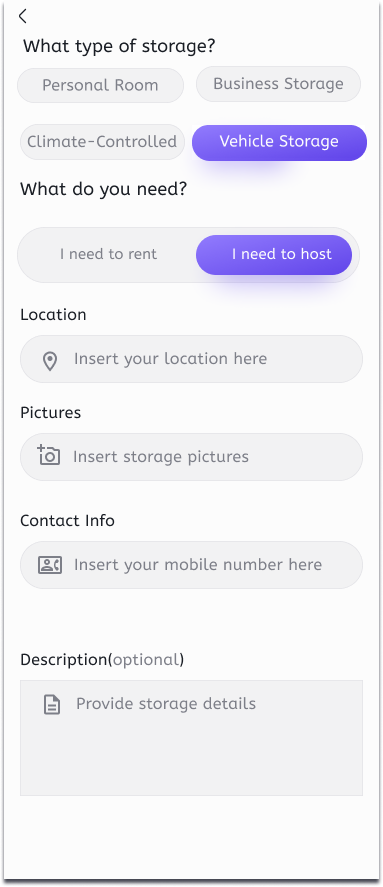 What type of storage?
Personal Room
Business Storage
Climate-Controlled
Vehicle Storage
What do you need?
I need to rent
I need to host
Location
Insert your location here
Pictures
Insert storage pictures
Contact Info
Insert your mobile number here
Description(optional)
Provide storage details